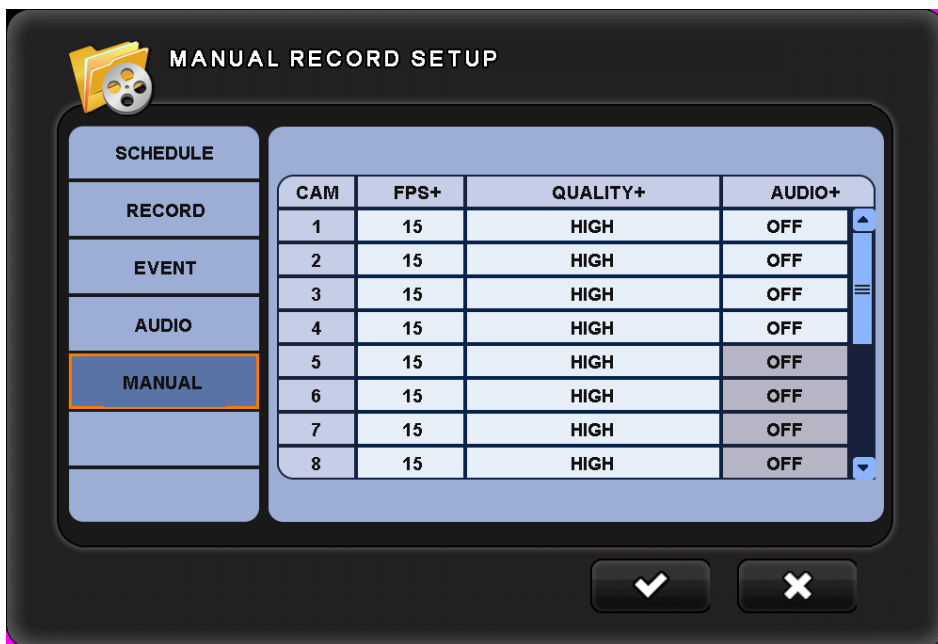 MANUAL RECORD SETUP
SCHEDULE
RECORD
EVENT
AUDIO
MANUAL
CAM FPS+ QUALITY+ AUDIO+
1 15 HIGH OFF
2 15 HIGH OFF
3 15 HIGH OFF
4 15 HIGH OFF
5 15 HIGH OFF
6 15 HIGH OFF
7 15 HIGH OFF
8 15 HIGH OFF